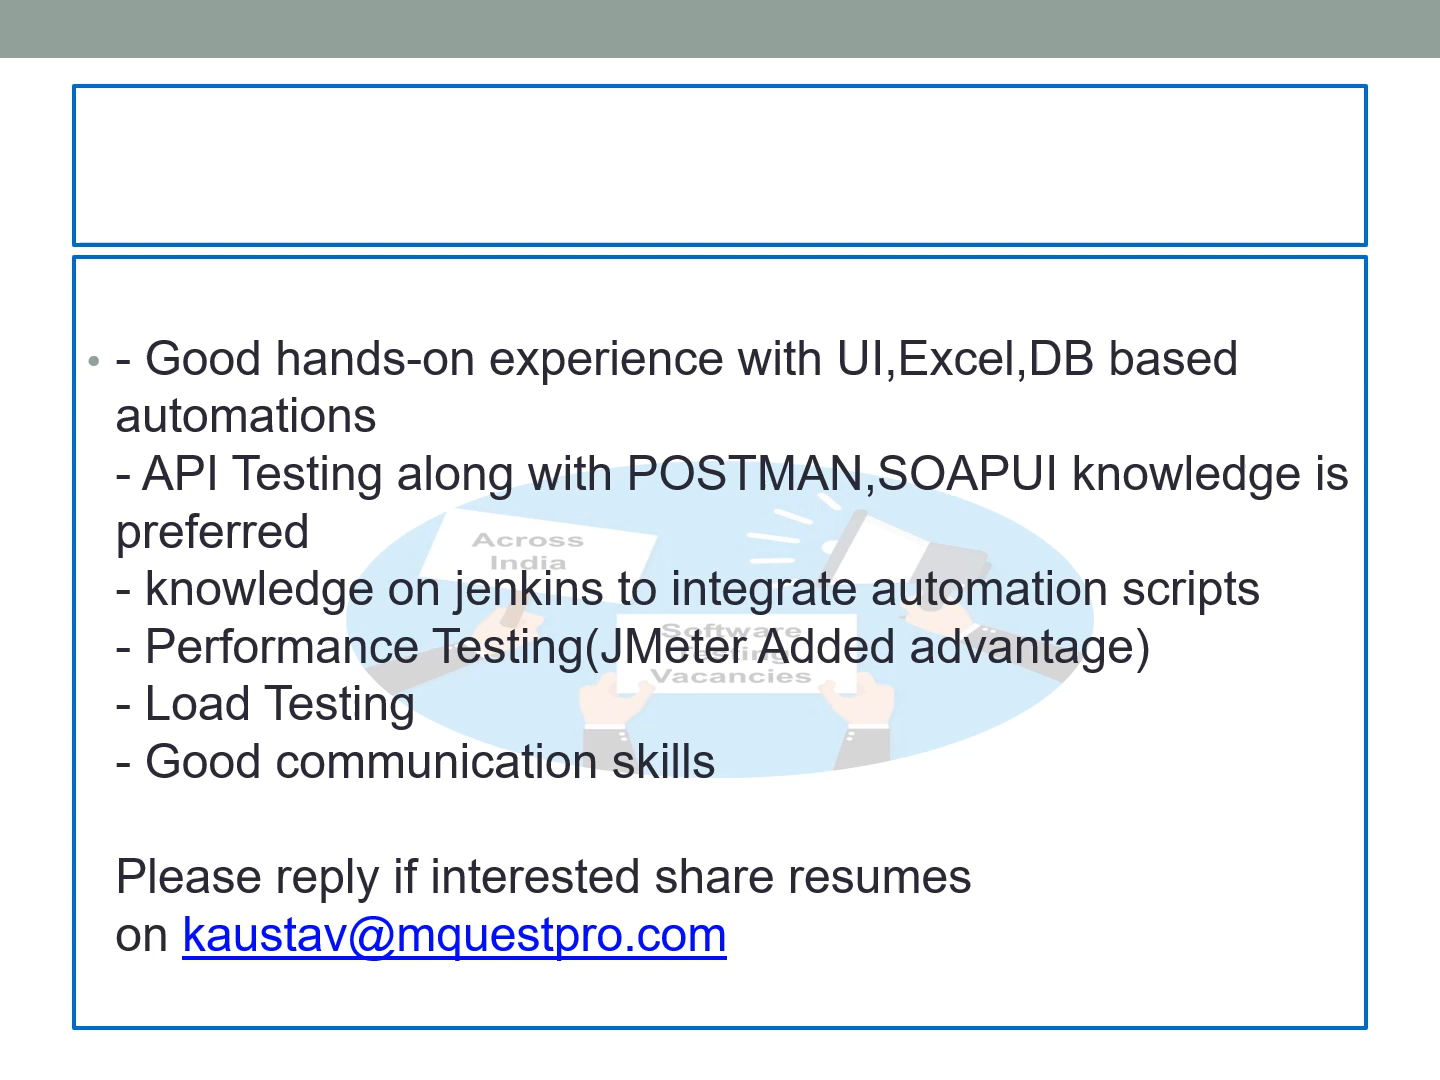 • - Good hands-on experience with UI,Excel,DB based
automations
- API Testing along with POSTMAN,SOAPUI knowledge is
preferred
- knowledge on jenkins to integrate automation scripts
- Performance Testing(JMeter Added advantage)
- Load Testing
- Good communication skills
Please reply if interested share resumes
on kaustav@mquestpro.com
Across
India
Software
Testing
Vacancies